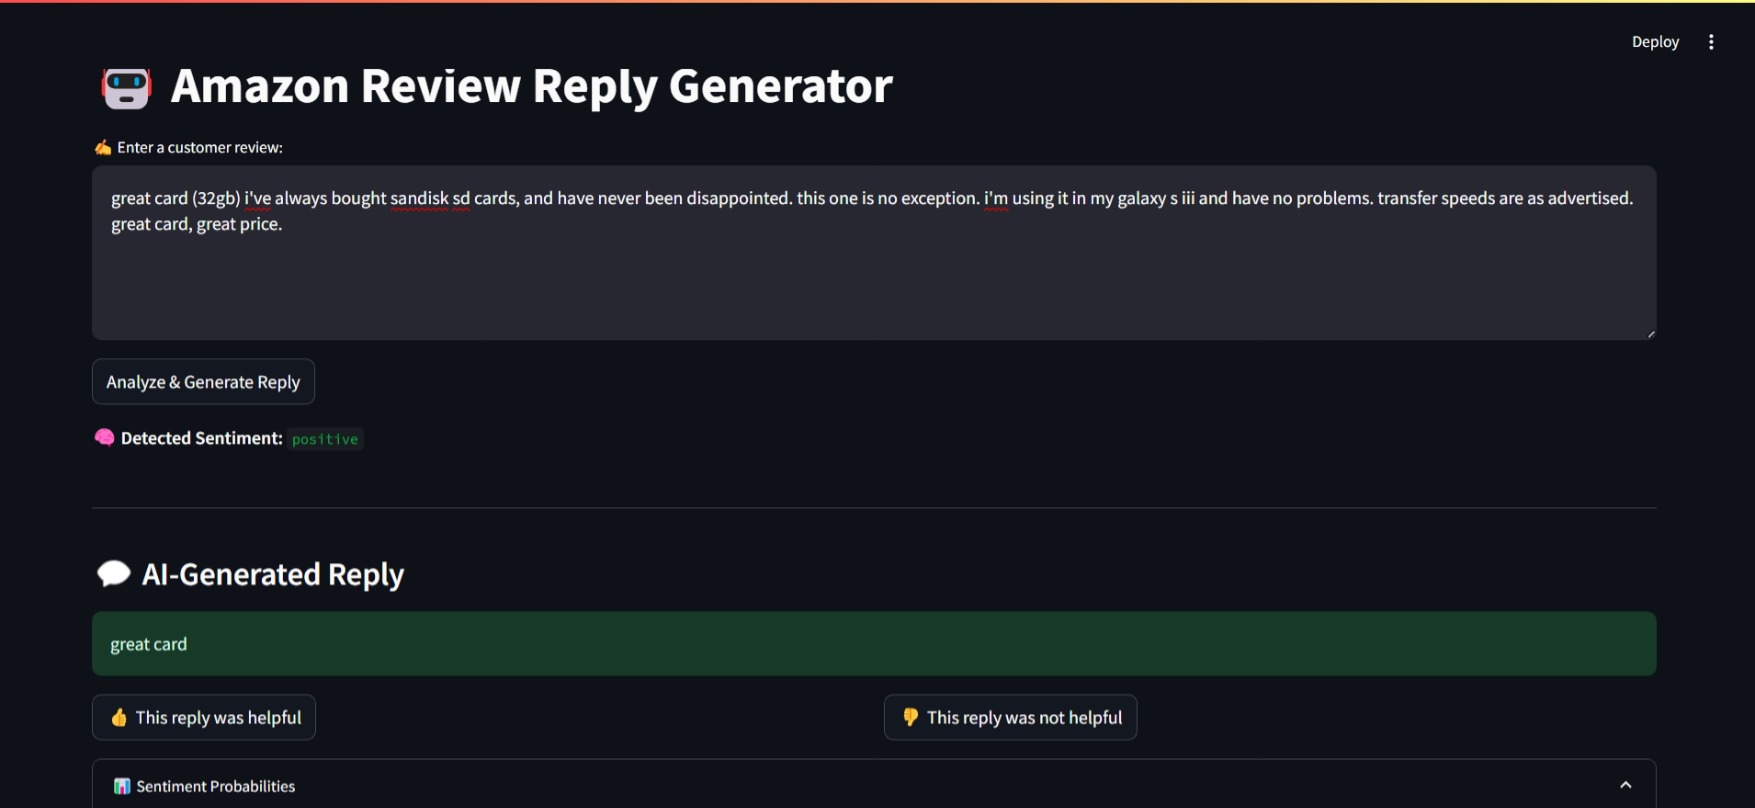 Deploy
Amazon Review Reply Generator
Enter a customer review:
great card (32gb) i've always bought sandisk sd cards, and have never been disappointed. this one is no exception. i'm using it in my galaxy s iii and have no problems. transfer speeds are as advertised.
great card, great price.
Analyze & Generate Reply
Detected Sentiment: positive
AI-Generated Reply
great card
This reply was helpful
This reply was not helpful
Sentiment Probabilities